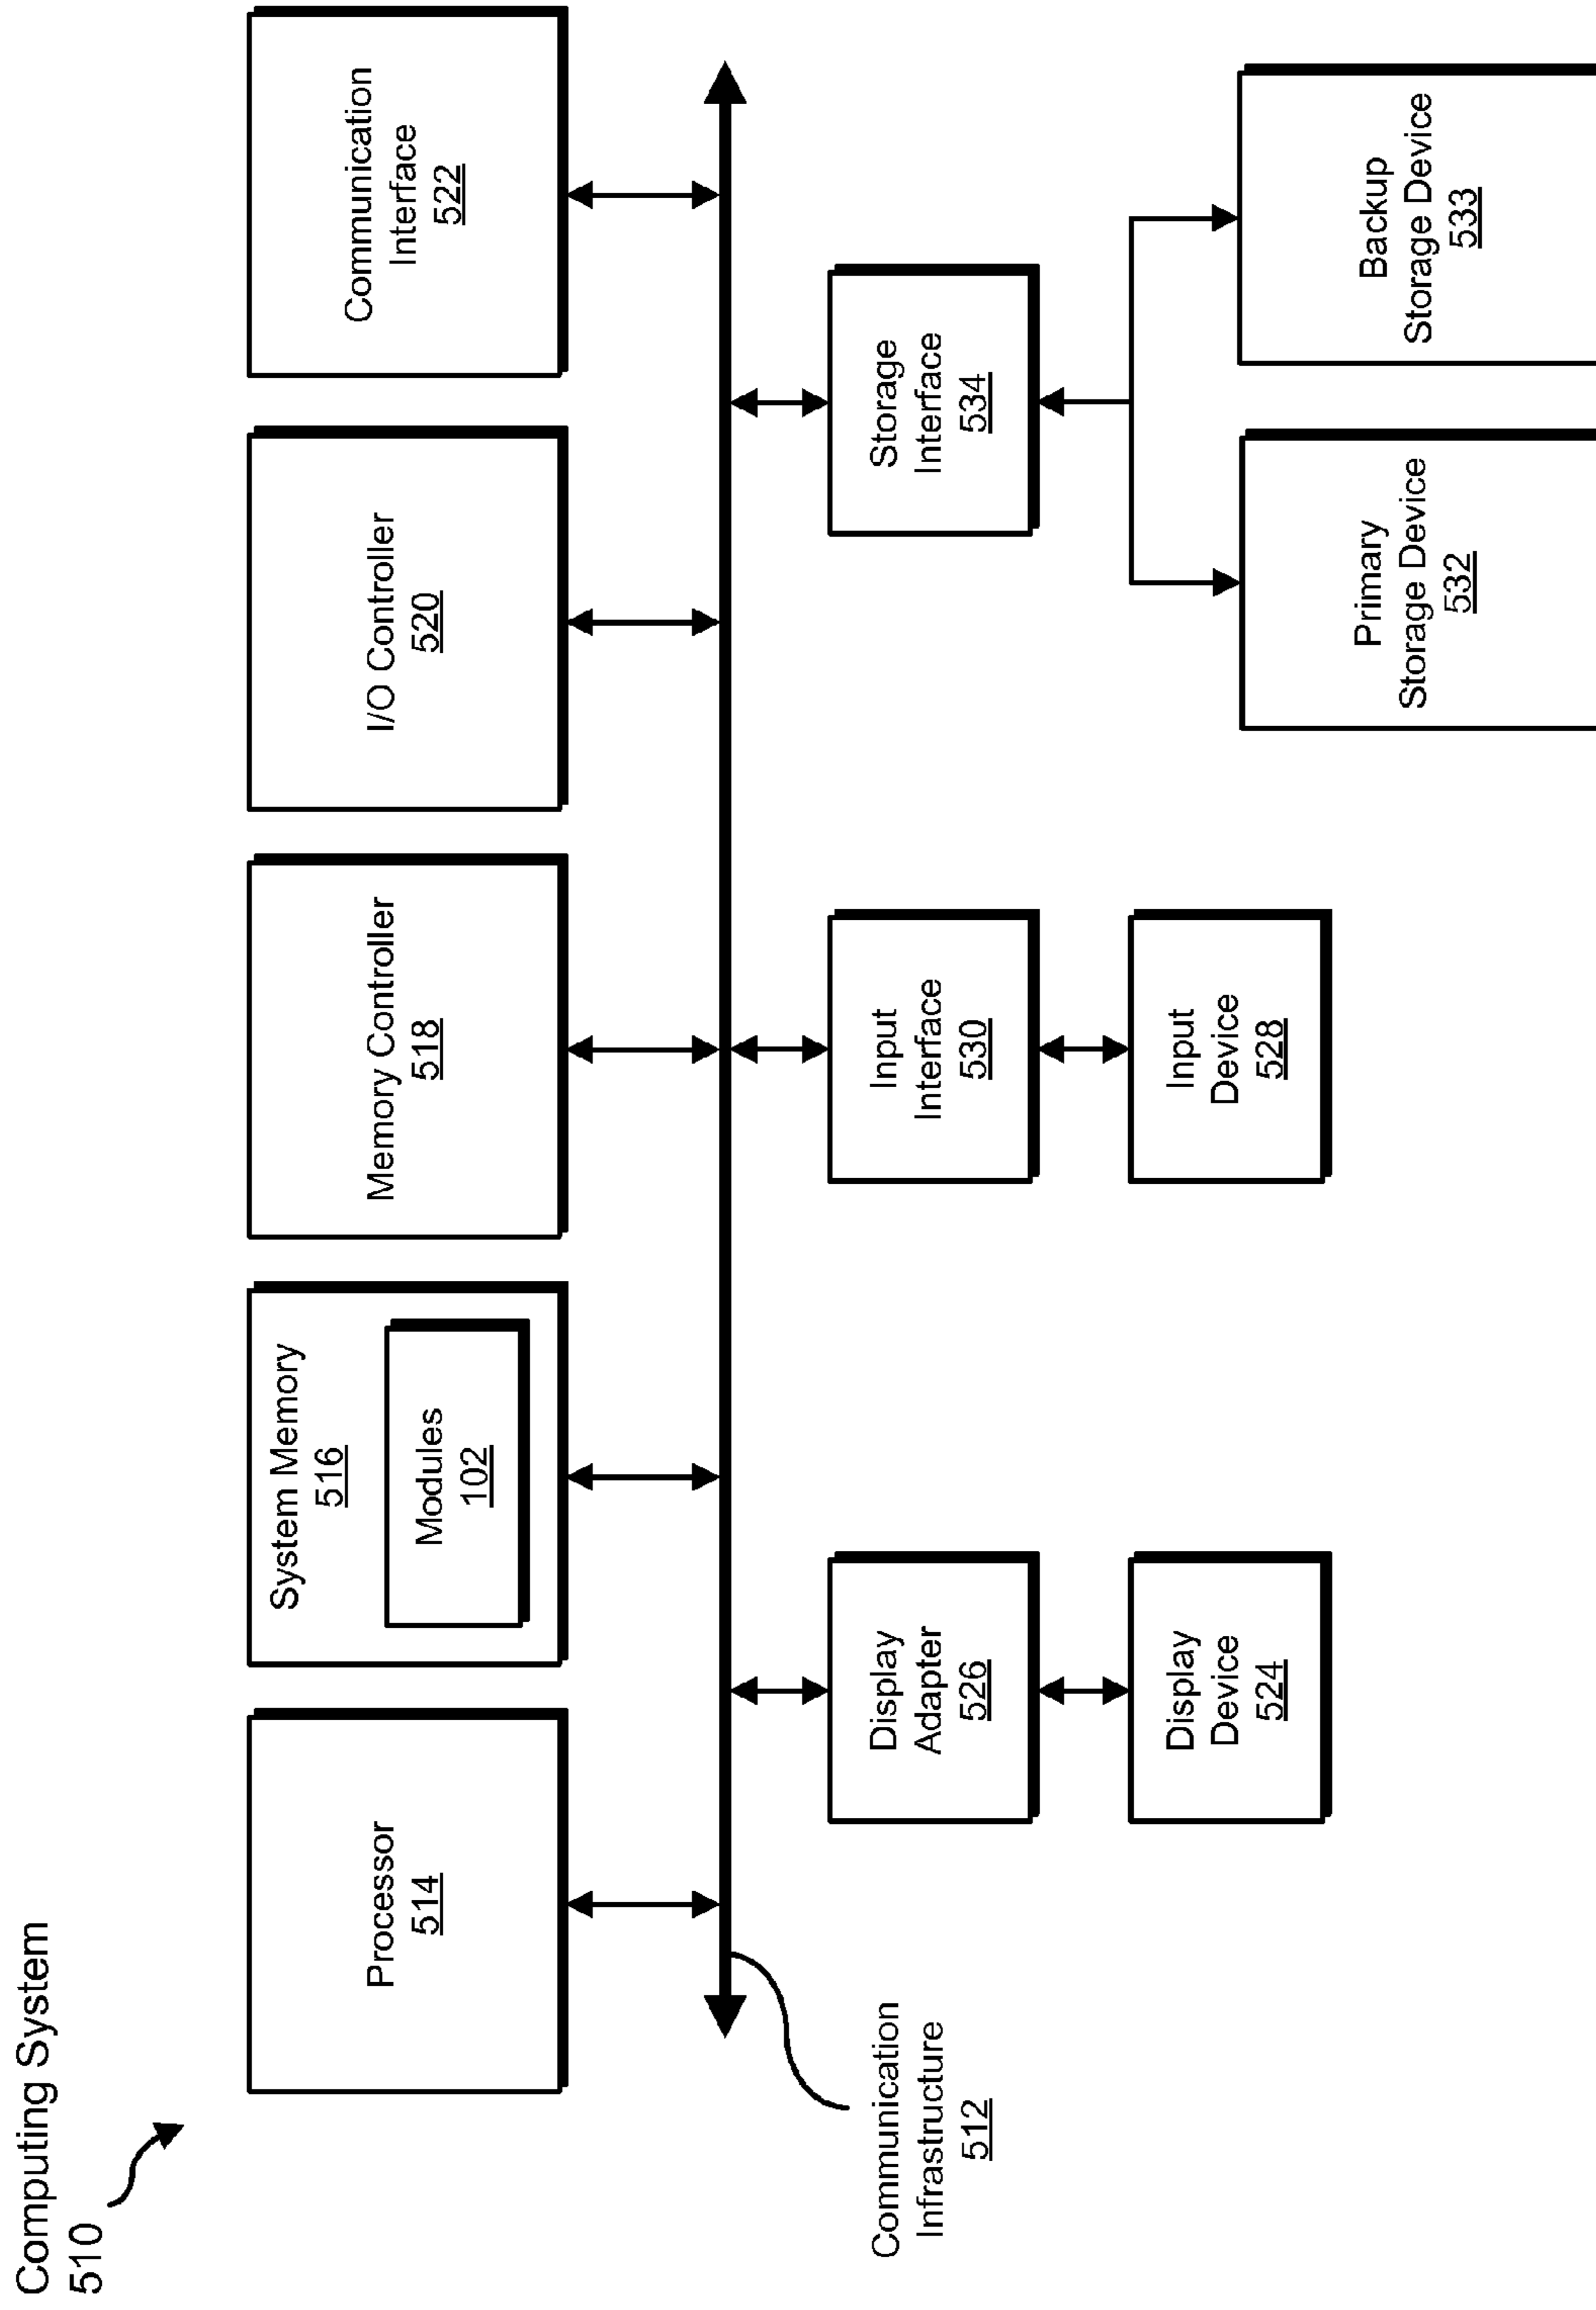 Computing System
510
Processor
514
System Memory
516
Modules
102
Memory Controller
518
I/O Controller
520
Communication
Interface
522
Communication
Infrastructure
512
Display
Adapter
526
Input
Interface
530
Storage
Interface
534
Display
Device
524
Input
Device
528
Primary
Storage Device
532
Backup
Storage Device
533